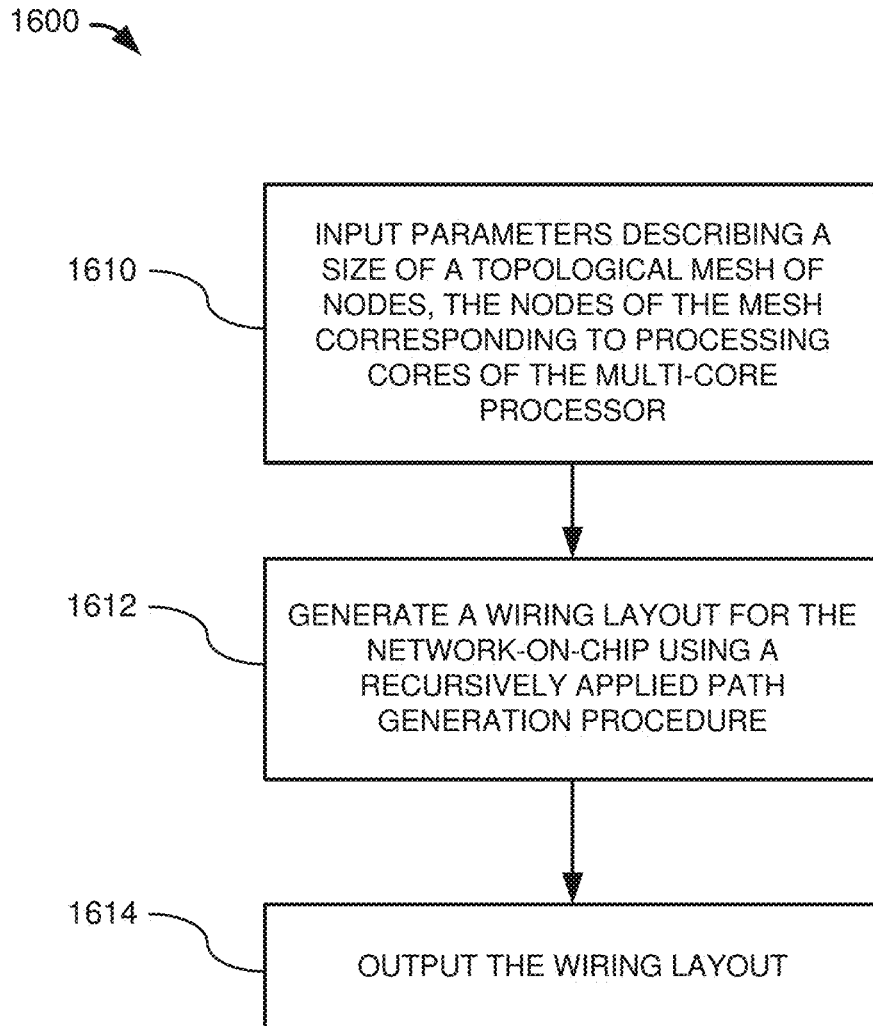 1600
1610
INPUT PARAMETERS DESCRIBING A
SIZE OF A TOPOLOGICAL MESH OF
NODES, THE NODES OF THE MESH
CORRESPONDING TO PROCESSING
CORES OF THE MULTI-CORE
PROCESSOR
1612
GENERATE A WIRING LAYOUT FOR THE
NETWORK-ON-CHIP USING A
RECURSIVELY APPLIED PATH
GENERATION PROCEDURE
1614
OUTPUT THE WIRING LAYOUT